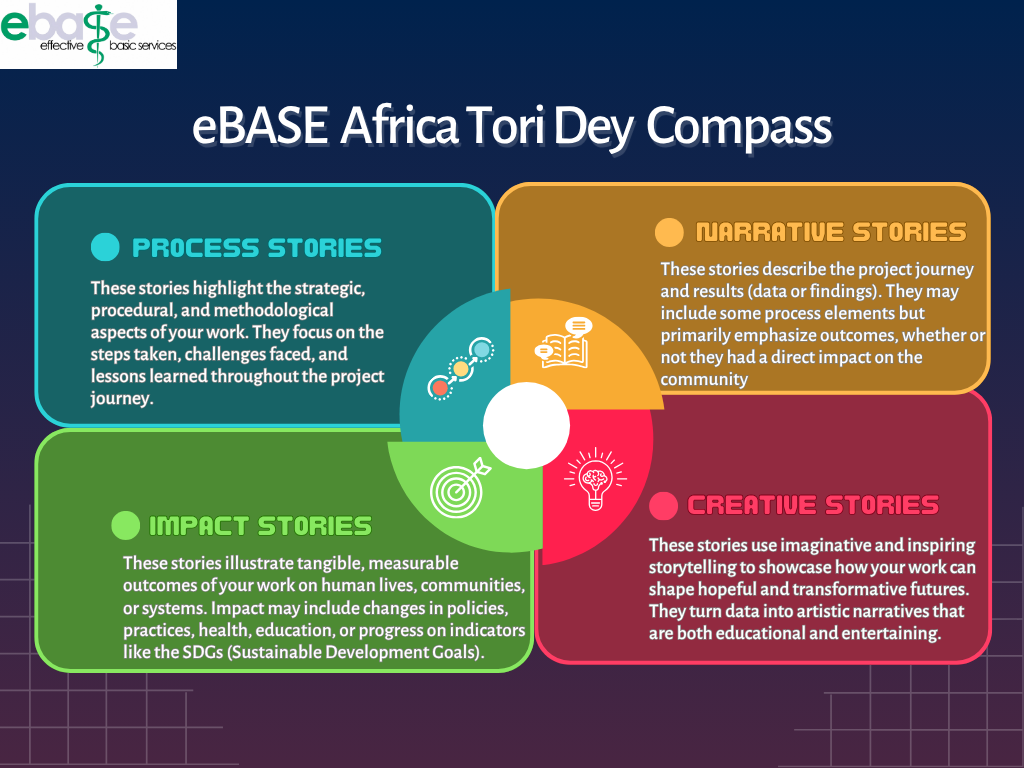 ebase
effective basic services
eBASE Africa Tori Dey Compass
PROCESS STORIES
These stories highlight the strategic,
procedural, and methodological
aspects of your work. They focus on the
steps taken, challenges faced, and
lessons learned throughout the project
journey.
NARRATIVE STORIES
These stories describe the project journey
and results (data or findings). They may
include some process elements but
primarily emphasize outcomes, whether or
not they had a direct impact on the
community
IMPACT STORIES
These stories illustrate tangible, measurable
outcomes of your work on human lives, communities,
or systems. Impact may include changes in policies,
practices, health, education, or progress on indicators
like the SDGs (Sustainable Development Goals).
CREATIVE STORIES
These stories use imaginative and inspiring
storytelling to showcase how your work can
shape hopeful and transformative futures.
They turn data into artistic narratives that
are both educational and entertaining.